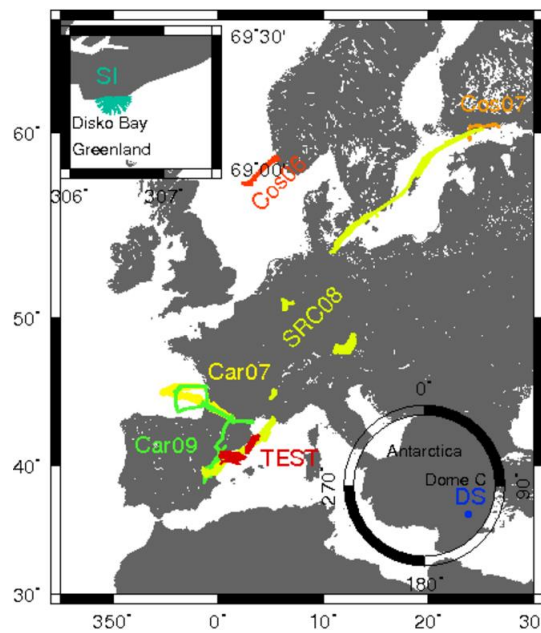 69˚30'
SI
Disko Bay
Greenland
69˚00'
306˚
307˚
Cos07
60˚
Cos06
50˚
SRC08
Car07
Car09
TEST
40˚
0˚
Antarctica
Dome C
DS
270˚
90˚
180˚
30˚
350˚
0˚
10˚
20˚
30